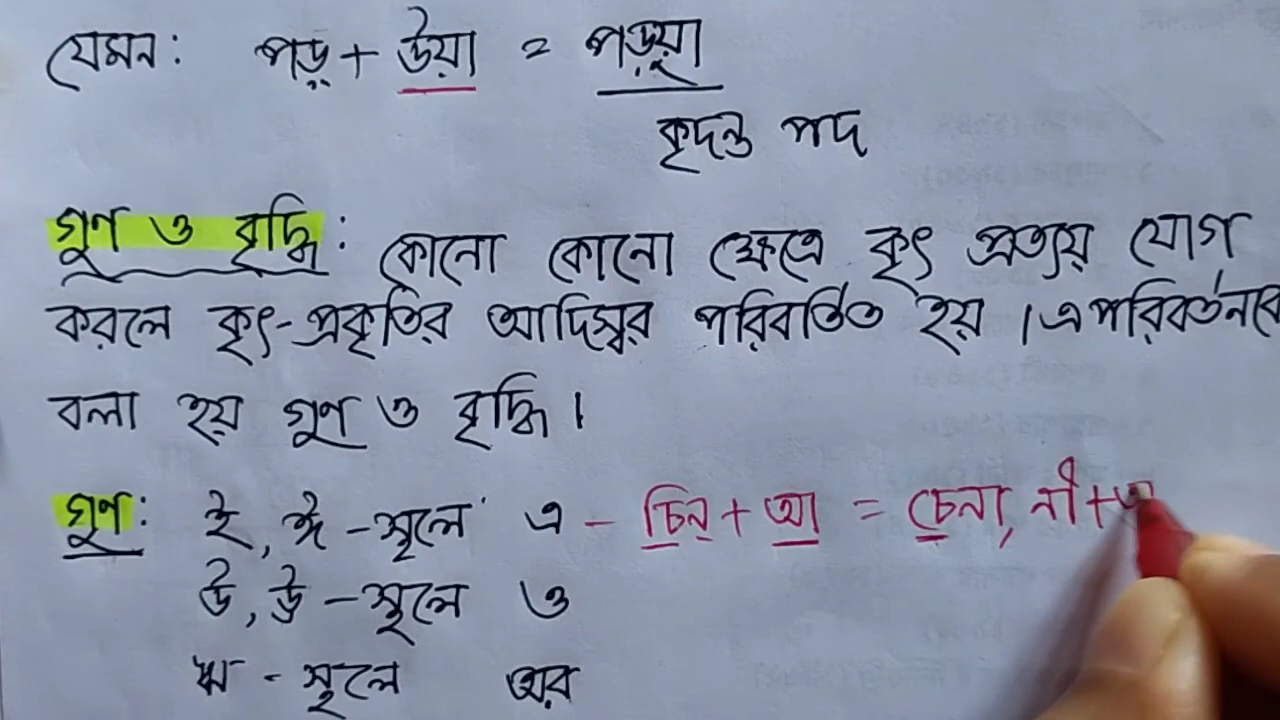 যেমন: পড়্ + উয়া = পড়ুয়া
কৃদন্ত পদ
গুণ ও বৃদ্ধি: কোনো কোনো ক্ষেত্রে কৃৎ প্রত্যয় যোগ
করলে কৃৎ-প্রকৃতির আদিস্বর পরিবর্তিত হয়। এ পরিবর্তনকে
বলা হয় গুণ ও বৃদ্ধি।
গুণ: ই, ঈ - স্থলে এ - চিন্ + আ = চেনা, নী +
উ, ঊ - স্থলে ও
ঋ - স্থলে অর